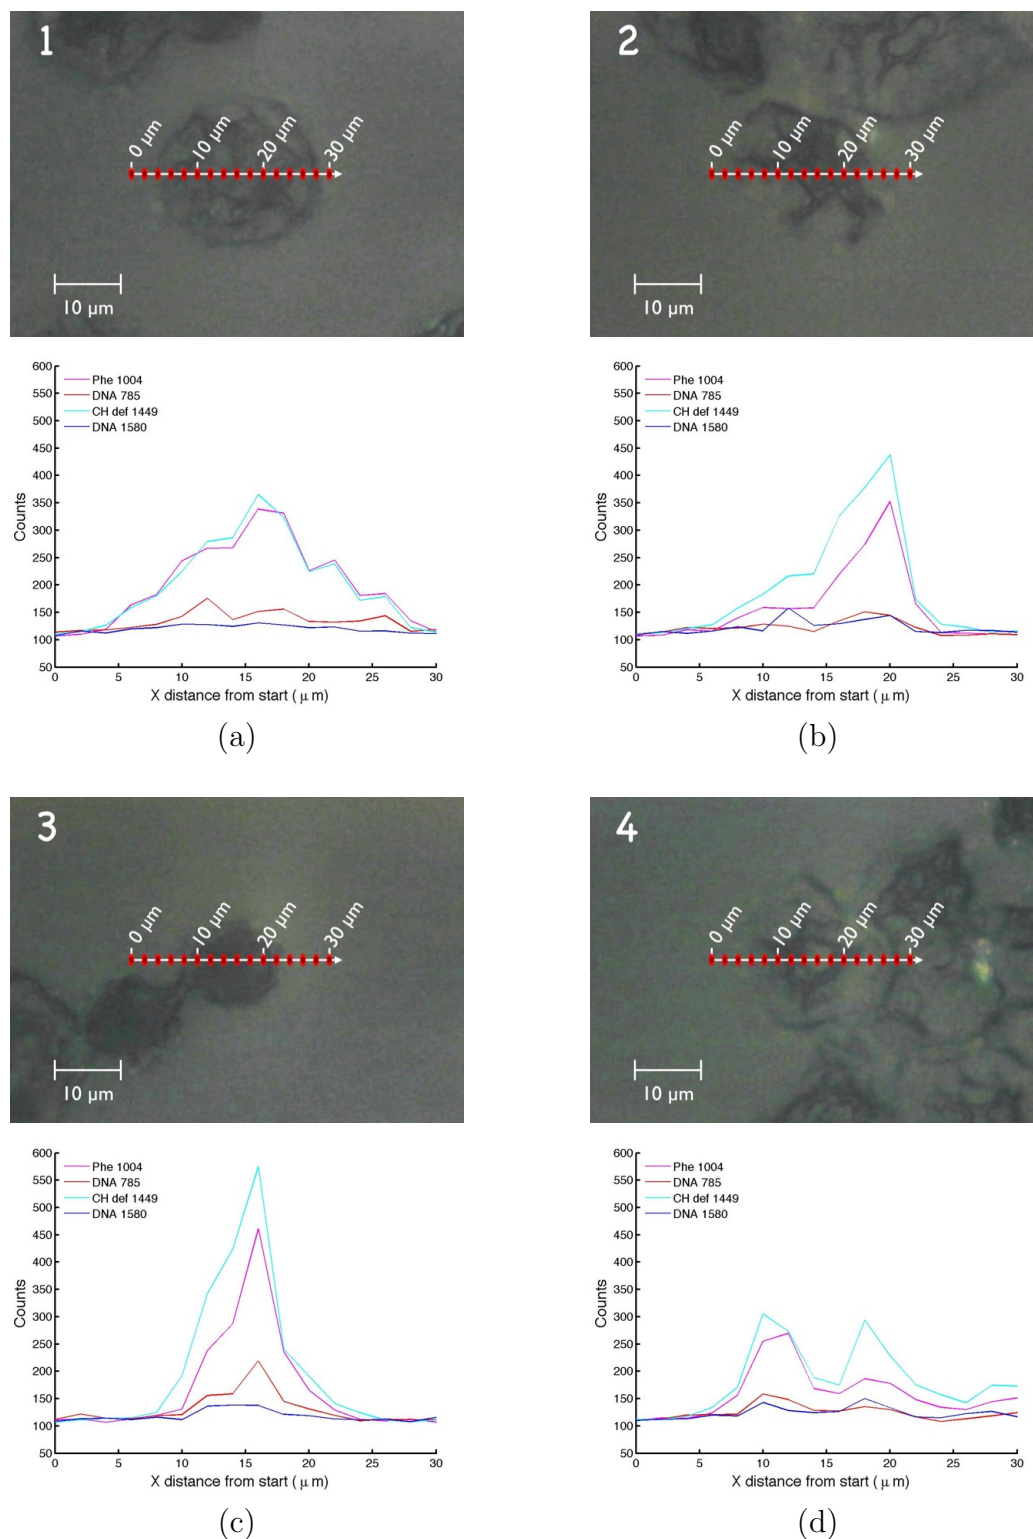 1
0 μm
10 μm
20 μm
30 μm
10 μm
2
0 μm
10 μm
20 μm
30 μm
10 μm
600
550
500
450
400
350
300
250
200
150
100
50
Counts
Phe 1004
DNA 785
CH def 1449
DNA 1580
0 5 10 15 20 25 30
X distance from start ( μ m)
(a)
600
550
500
450
400
350
300
250
200
150
100
50
Counts
Phe 1004
DNA 785
CH def 1449
DNA 1580
0 5 10 15 20 25 30
X distance from start ( μ m)
(b)
3
0 μm
10 μm
20 μm
30 μm
10 μm
4
0 μm
10 μm
20 μm
30 μm
10 μm
600
550
500
450
400
350
300
250
200
150
100
50
Counts
Phe 1004
DNA 785
CH def 1449
DNA 1580
0 5 10 15 20 25 30
X distance from start ( μ m)
(c)
600
550
500
450
400
350
300
250
200
150
100
50
Counts
Phe 1004
DNA 785
CH def 1449
DNA 1580
0 5 10 15 20 25 30
X distance from start ( μ m)
(d)